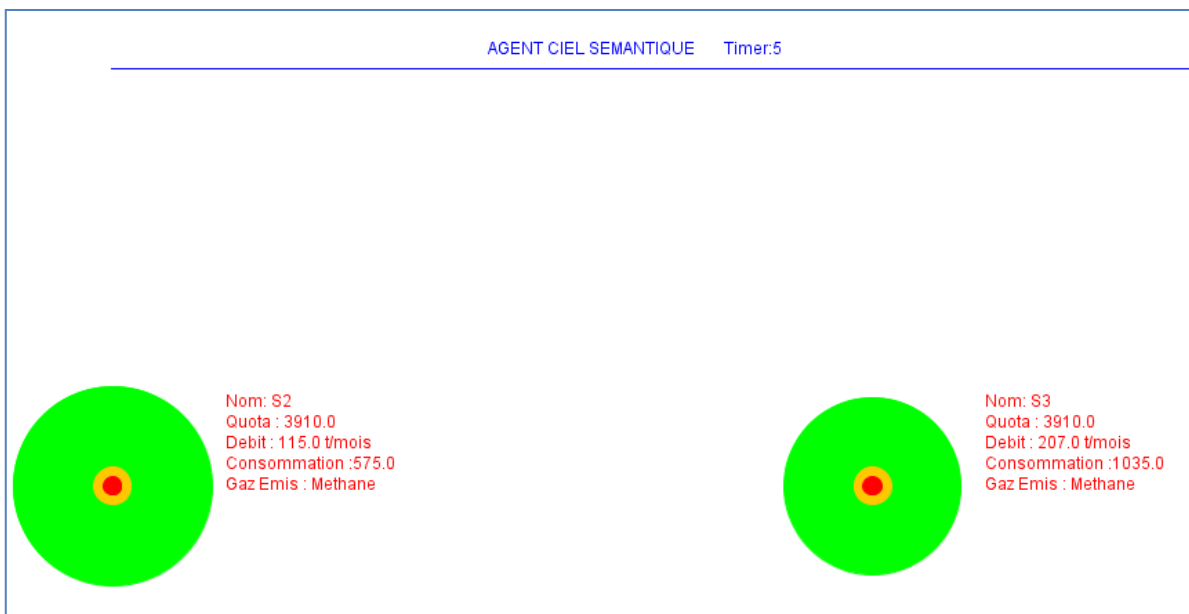 AGENT CIEL SEMANTIQUE Timer:5
Nom: S2
Quota : 3910.0
Debit : 115.0 t/mois
Consommation :575.0
Gaz Emis : Methane
Nom: S3
Quota : 3910.0
Debit : 207.0 t/mois
Consommation :1035.0
Gaz Emis : Methane